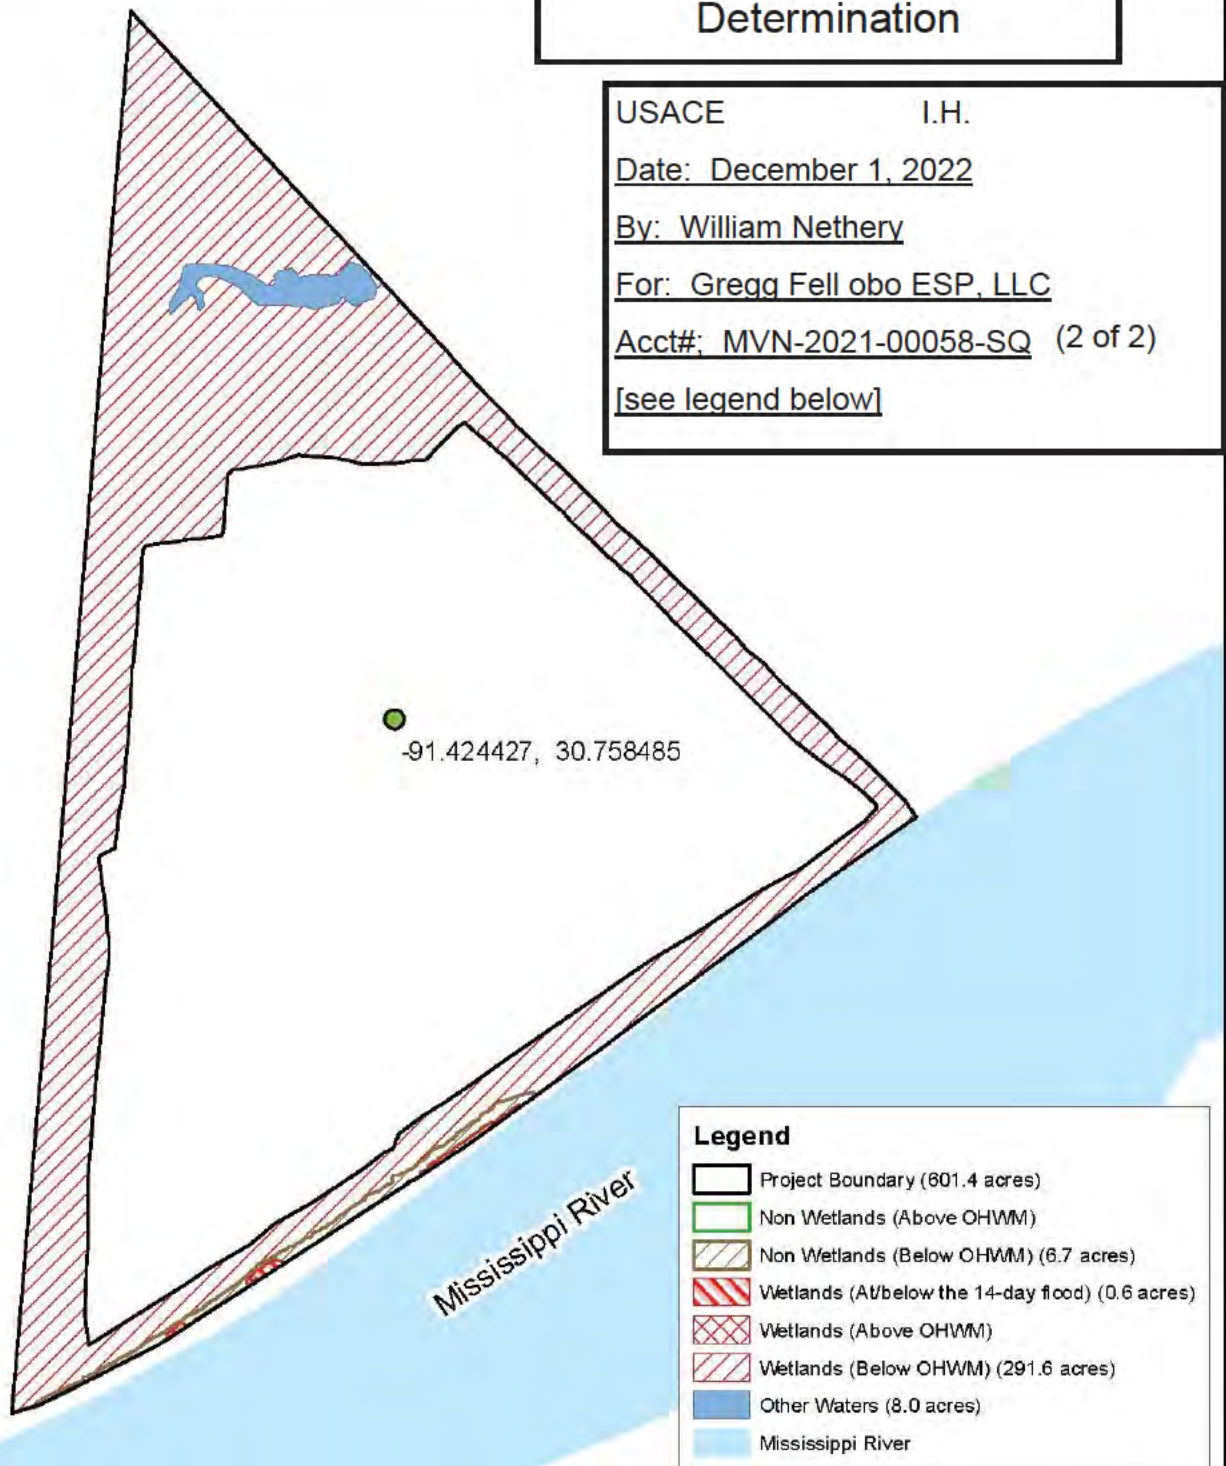 Determination
USACE I.H.
Date: December 1, 2022
By: William Nethery
For: Gregg Fell obo ESP, LLC
Acct#; MVN-2021-00058-SQ (2 of 2)
[see legend below]
-91.424427, 30.758485
Mississippi River
Legend
Project Boundary (601.4 acres)
Non Wetlands (Above OHWM)
Non Wetlands (Below OHWM) (6.7 acres)
Wetlands (At/below the 14-day flood) (0.6 acres)
Wetlands (Above OHWM)
Wetlands (Below OHWM) (291.6 acres)
Other Waters (8.0 acres)
Mississippi River